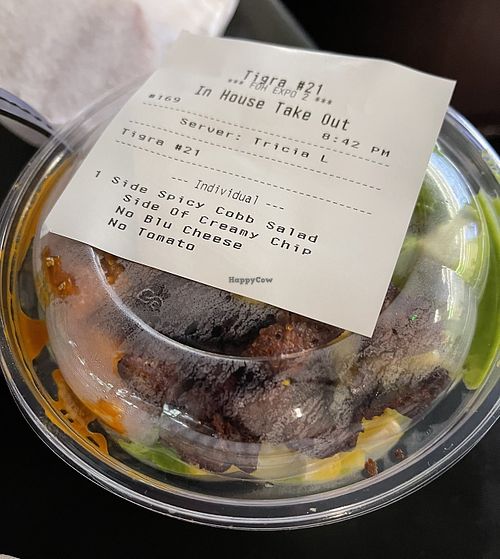 Tigra #21
*** FOH EXPO 2 ***
In House Take Out
#169 8:42 PM
Server: Tricia L
Tigra #21
--- Individual ---
1 Side Spicy Cobb Salad
Side Of Creamy Chip
No Blu Cheese
No Tomato
HappyCow